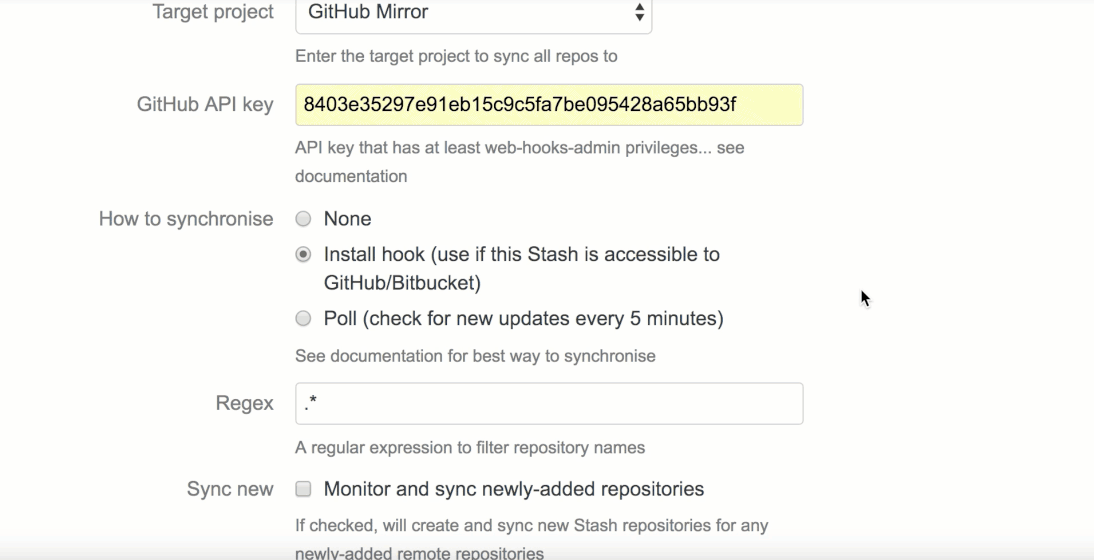 Target project
GitHub Mirror
Enter the target project to sync all repos to
GitHub API key
8403e35297e91eb15c9c5fa7be095428a65bb93f
API key that has at least web-hooks-admin privileges... see
documentation
How to synchronise
None
Install hook (use if this Stash is accessible to
GitHub/Bitbucket)
Poll (check for new updates every 5 minutes)
See documentation for best way to synchronise
Regex
.*
A regular expression to filter repository names
Sync new
Monitor and sync newly-added repositories
If checked, will create and sync new Stash repositories for any
newly-added remote repositories